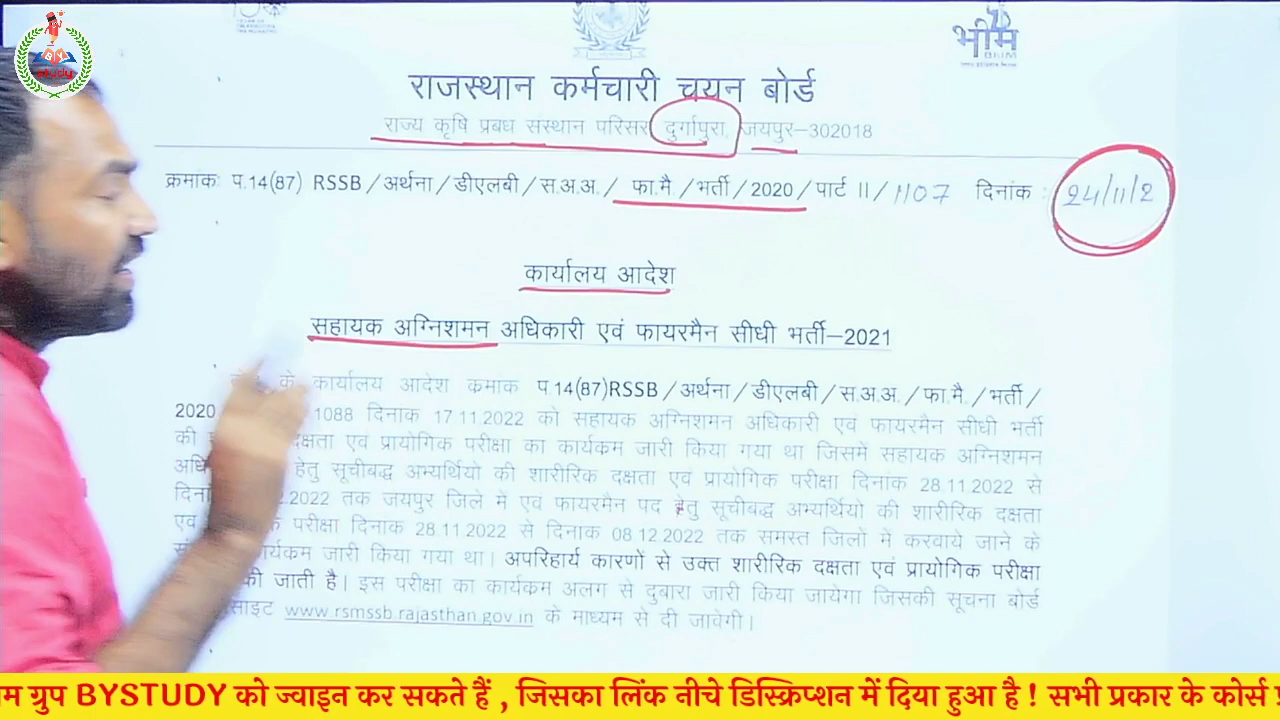 BY
study
भीम
BHIM
राजस्थान कर्मचारी चयन बोर्ड
राज्य कृषि प्रबध संस्थान परिसर, दुर्गापुरा, जयपुर–302018
क्रमांक: प.14(87) RSSB/अर्थना/डीएलबी/स.अ.अ./फा.मै./भर्ती/2020/पार्ट II/1107 दिनांक : 24/11/2
कार्यालय आदेश
सहायक अग्निशमन अधिकारी एवं फायरमैन सीधी भर्ती–2021
के कार्यालय आदेश क्रमांक प.14(87)RSSB/अर्थना/डीएलबी/स.अ.अ./फा.मै./भर्ती/
2020 1088 दिनांक 17.11.2022 को सहायक अग्निशमन अधिकारी एवं फायरमैन सीधी भर्ती
की दक्षता एवं प्रायोगिक परीक्षा का कार्यक्रम जारी किया गया था जिसमें सहायक अग्निशमन
अधि हेतु सूचीबद्ध अभ्यर्थियो की शारीरिक दक्षता एवं प्रायोगिक परीक्षा दिनांक 28.11.2022 से
दिनां .2022 तक जयपुर जिले में एवं फायरमैन पद हेतु सूचीबद्ध अभ्यर्थियो की शारीरिक दक्षता
एवं क परीक्षा दिनांक 28.11.2022 से दिनांक 08.12.2022 तक समस्त जिलों में करवाये जाने के
कार्यक्रम जारी किया गया था। अपरिहार्य कारणों से उक्त शारीरिक दक्षता एवं प्रायोगिक परीक्षा
की जाती है। इस परीक्षा का कार्यक्रम अलग से दुबारा जारी किया जायेगा जिसकी सूचना बोर्ड
साइट www.rsmssb.rajasthan.gov.in के माध्यम से दी जावेगी।
म ग्रुप BYSTUDY को ज्वाइन कर सकते हैं , जिसका लिंक नीचे डिस्क्रिप्शन में दिया हुआ है ! सभी प्रकार के कोर्स